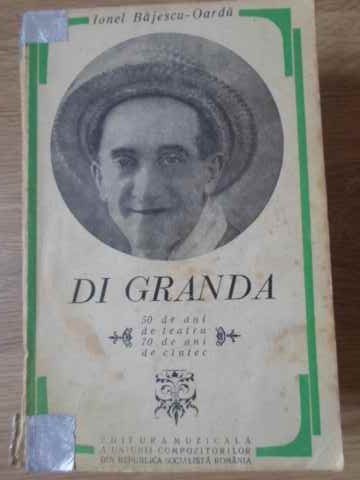 Ionel Băjescu-Oardă
DI GRANDA
50 de ani
de teatru
70 de ani
de cîntec
EDITURA MUZICALĂ
A UNIUNII COMPOZITORILOR
DIN REPUBLICA SOCIALISTĂ ROMÂNIA